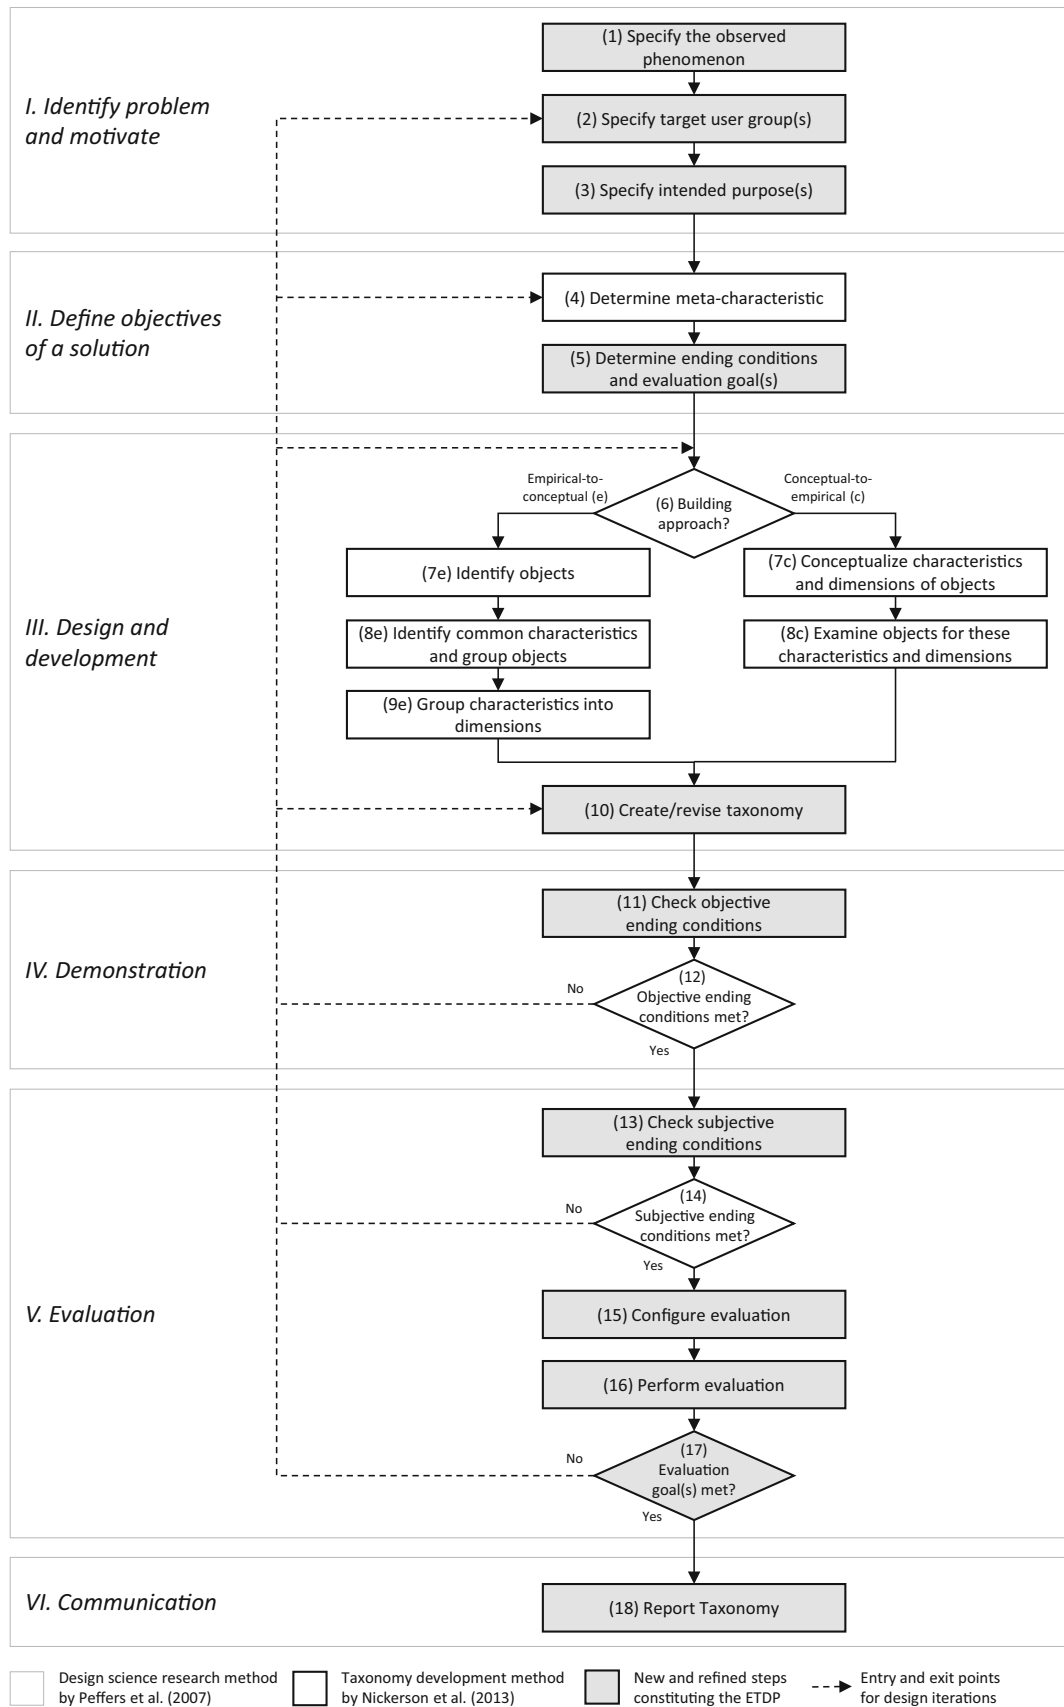 (1) Specify the observed
phenomenon
I. Identify problem
and motivate
(2) Specify target user group(s)
(3) Specify intended purpose(s)
II. Define objectives
of a solution
(4) Determine meta-characteristic
(5) Determine ending conditions
and evaluation goal(s)
Empirical-to-
conceptual (e)
Conceptual-to-
empirical (c)
(6) Building
approach?
III. Design and
development
(7e) Identify objects
(7c) Conceptualize characteristics
and dimensions of objects
(8e) Identify common characteristics
and group objects
(8c) Examine objects for these
characteristics and dimensions
(9e) Group characteristics into
dimensions
(10) Create/revise taxonomy
IV. Demonstration
(11) Check objective
ending conditions
(12)
Objective ending
conditions met?
No
Yes
V. Evaluation
(13) Check subjective
ending conditions
(14)
Subjective ending
conditions met?
No
Yes
(15) Configure evaluation
(16) Perform evaluation
(17)
Evaluation
goal(s) met?
No
Yes
VI. Communication
(18) Report Taxonomy
Design science research method
by Peffers et al. (2007)
Taxonomy development method
by Nickerson et al. (2013)
New and refined steps
constituting the ETDP
Entry and exit points
for design iterations